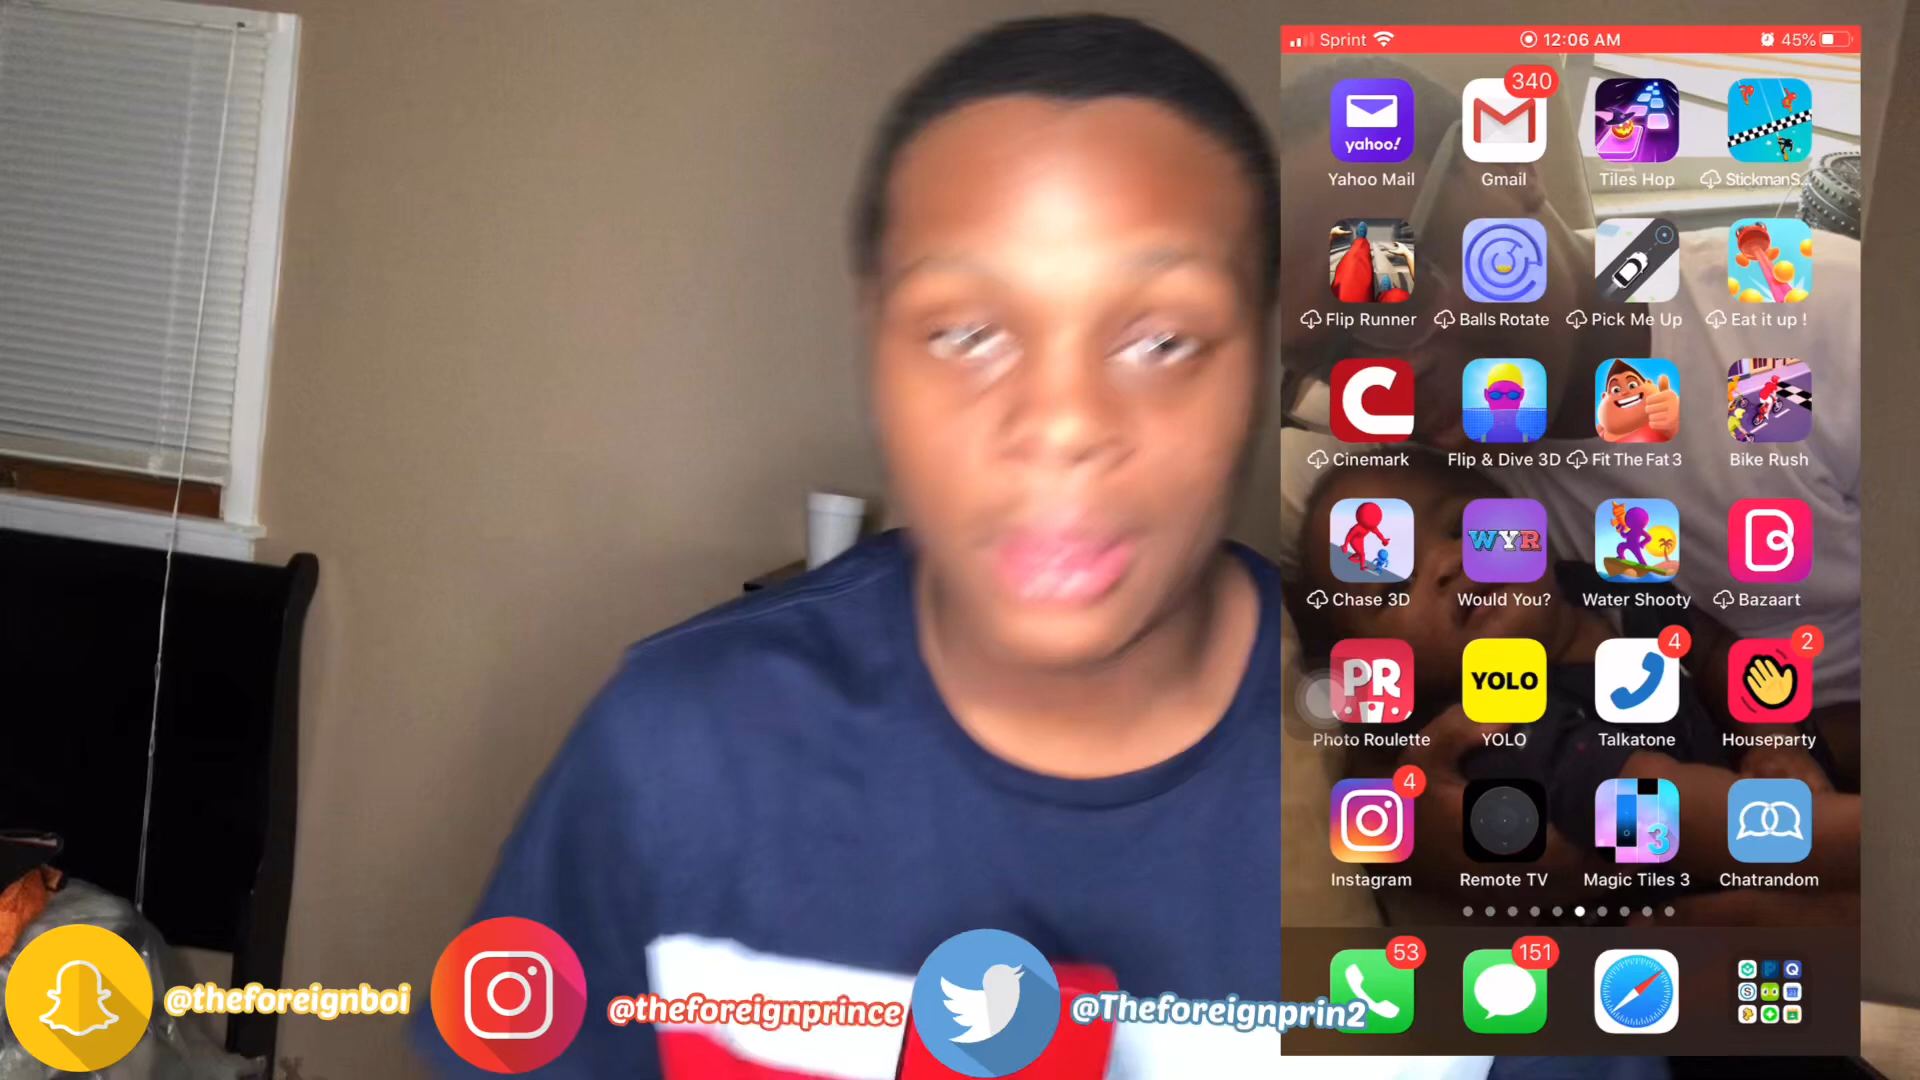 Sprint 12:06 AM 45%
340
yahoo!
Yahoo Mail Gmail Tiles Hop StickmanS...
Flip Runner Balls Rotate Pick Me Up Eat it up !
Cinemark Flip & Dive 3D Fit The Fat 3 Bike Rush
WYR
Chase 3D Would You? Water Shooty Bazaart
4 2
PR YOLO
Photo Roulette YOLO Talkatone Houseparty
4
3
Instagram Remote TV Magic Tiles 3 Chatrandom
53 151
@theforeignboi @theforeignprince @Theforeignprin2